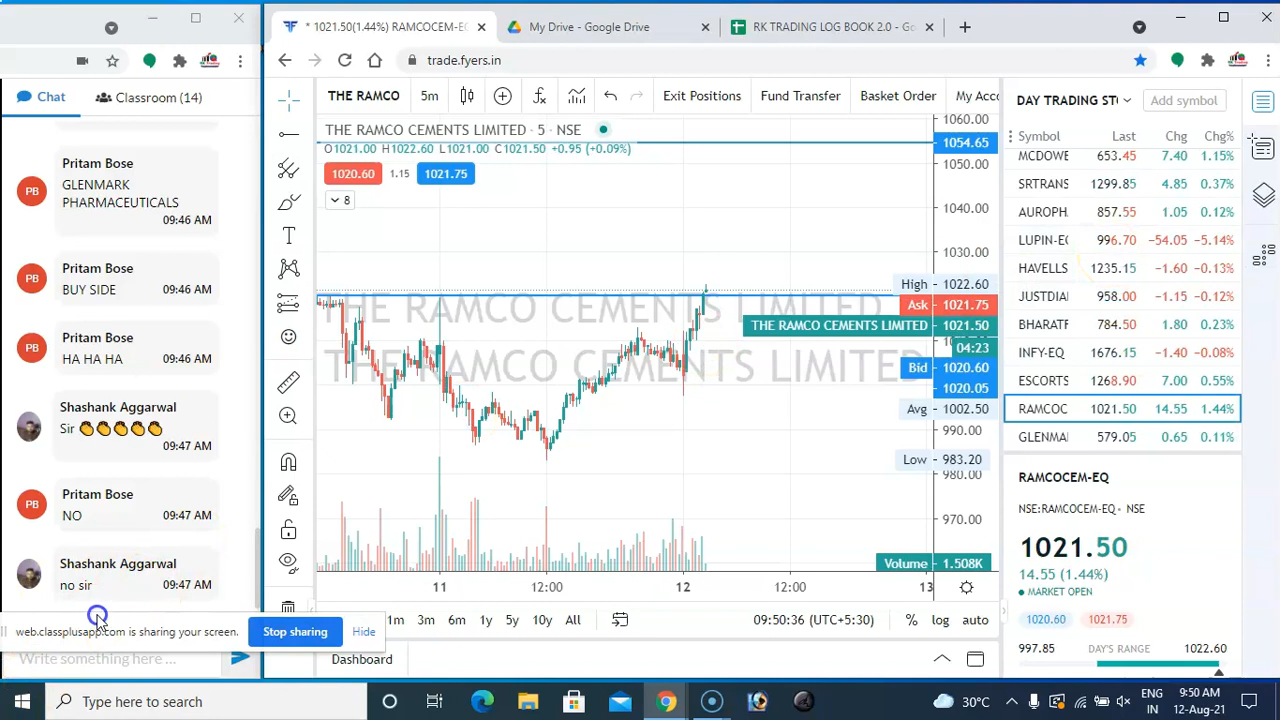 * 1021.50(1.44%) RAMCOCEM-EQ
My Drive - Google Drive
RK TRADING LOG BOOK 2.0 - Go
trade.fyers.in
Chat
Classroom (14)
Pritam Bose
PB
GLENMARK
PHARMACEUTICALS
09:46 AM
Pritam Bose
PB
BUY SIDE
09:46 AM
Pritam Bose
PB
HA HA HA
09:46 AM
Shashank Aggarwal
Sir 👏👏👏👏👏
09:47 AM
Pritam Bose
PB
NO
09:47 AM
Shashank Aggarwal
no sir
09:47 AM
web.classplusapp.com is sharing your screen.
Stop sharing
Hide
Write something here ...
THE RAMCO
5m
Exit Positions
Fund Transfer
Basket Order
My Acco
THE RAMCO CEMENTS LIMITED · 5 · NSE
O1021.00 H1022.60 L1021.00 C1021.50 +0.95 (+0.09%)
1020.60
1.15
1021.75
8
THE RAMCO CEMENTS LIMITED
THE RAMCO CEMENTS LIMITED
1060.00
1054.65
1050.00
1040.00
1030.00
High
1022.60
Ask
1021.75
THE RAMCO CEMENTS LIMITED
1021.50
04:23
Bid
1020.60
1020.05
Avg
1002.50
990.00
Low
983.20
980.00
970.00
Volume
1.508K
11
12:00
12
12:00
13
1m
3m
6m
1y
5y
10y
All
09:50:36 (UTC+5:30)
%
log
auto
Dashboard
DAY TRADING STO
Add symbol
Symbol
Last
Chg
Chg%
MCDOWE
653.45
7.40
1.15%
SRTRANS
1299.85
4.85
0.37%
AUROPH
857.55
1.05
0.12%
LUPIN-EQ
996.70
−54.05
−5.14%
HAVELLS
1235.15
−1.60
−0.13%
JUSTDIA
958.00
−1.15
−0.12%
BHARATF
784.50
1.80
0.23%
INFY-EQ
1676.15
−1.40
−0.08%
ESCORTS
1268.90
7.00
0.55%
RAMCOC
1021.50
14.55
1.44%
GLENMA
579.05
0.65
0.11%
RAMCOCEM-EQ
NSE:RAMCOCEM-EQ • NSE
1021.50
14.55 (1.44%)
MARKET OPEN
1020.60
1021.75
997.85
DAY'S RANGE
1022.60
Type here to search
30°C
ENG
IN
9:50 AM
12-Aug-21